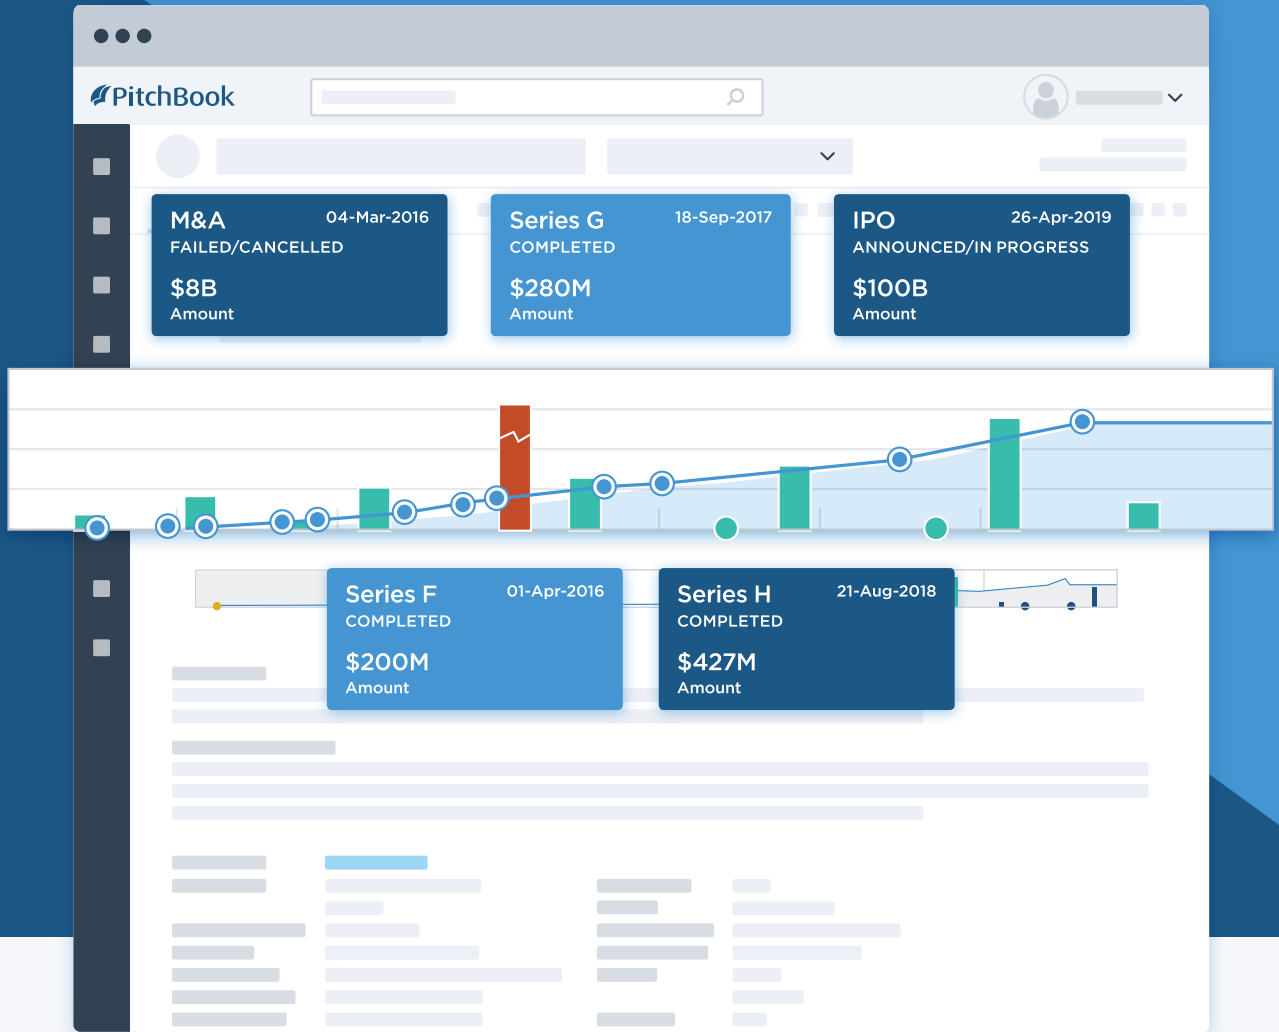 PitchBook
M&A 04-Mar-2016
FAILED/CANCELLED
$8B
Amount
Series G 18-Sep-2017
COMPLETED
$280M
Amount
IPO 26-Apr-2019
ANNOUNCED/IN PROGRESS
$100B
Amount
Series F 01-Apr-2016
COMPLETED
$200M
Amount
Series H 21-Aug-2018
COMPLETED
$427M
Amount